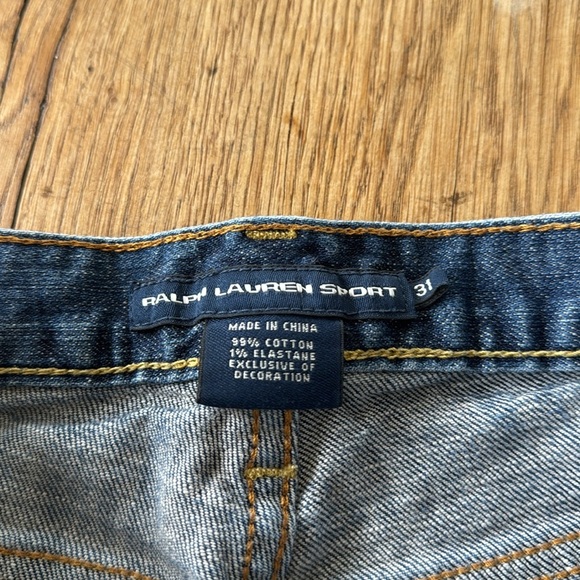 RALPH LAUREN SPORT 31
MADE IN CHINA
99% COTTON
1% ELASTANE
EXCLUSIVE OF
DECORATION